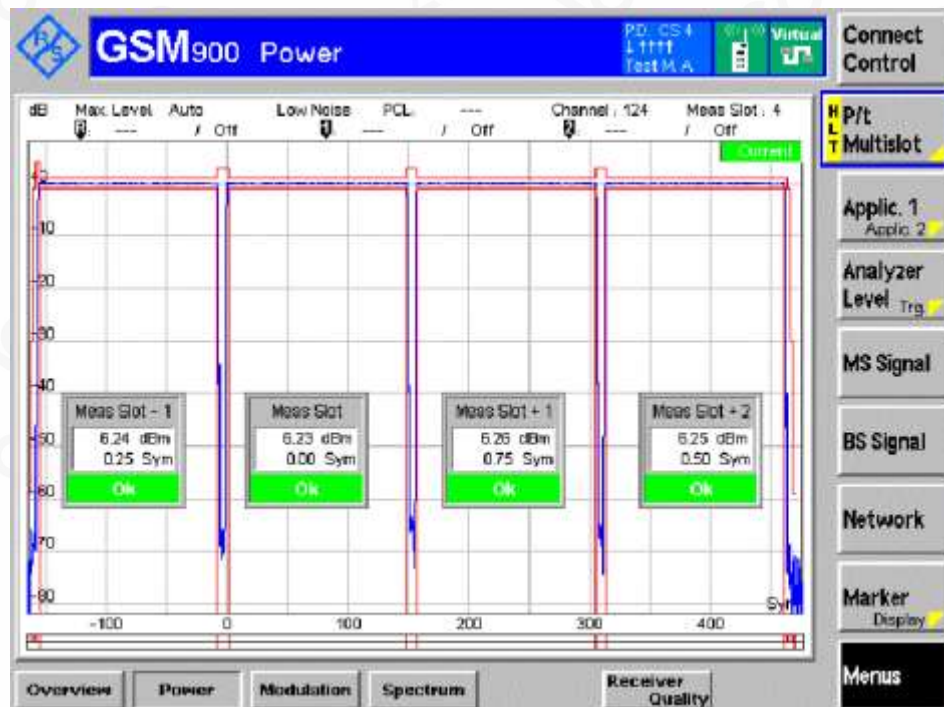 GSM900 Power
P.D. CS 4
Test M. A
Virtual
Connect
Control
dB Max. Level Auto Low Noise PCL: --- Channel : 124 Meas Slot : 4
--- / Off 1 --- / Off 2 --- / Off
Current
HLT
P/t
Multislot
Applic. 1
Applic. 2
Analyzer
Level Trg.
MS Signal
BS Signal
Network
Marker
Display
Menus
-10
-20
-30
-40
Meas Slot - 1
6.24 dBm
0.25 Sym
Ok
Meas Slot
6.23 dBm
0.00 Sym
Ok
Meas Slot + 1
6.26 dBm
0.75 Sym
Ok
Meas Slot + 2
6.25 dBm
0.50 Sym
Ok
-50
-60
-70
-80
Sym
-100 0 100 200 300 400
Overview Power Modulation Spectrum Receiver
Quality